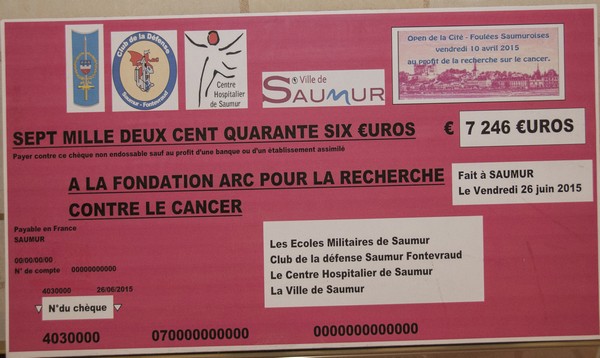 Club de la Défense
Saumur - Fontevraud
Centre
Hospitalier
de Saumur
Ville de
SAUMUR
Open de la Cité - Foulées Saumuroises
vendredi 10 avril 2015
au profit de la recherche sur le cancer.
SEPT MILLE DEUX CENT QUARANTE SIX €UROS
€ 7 246 €UROS
Payer contre ce chèque non endossable sauf au profit d'une banque ou d'un établissement assimilé
A LA FONDATION ARC POUR LA RECHERCHE
CONTRE LE CANCER
Fait à SAUMUR
Le Vendredi 26 juin 2015
Payable en France
SAUMUR
00/00/00/00
N° de compte 00000000000
Les Ecoles Militaires de Saumur
Club de la défense Saumur Fontevraud
Le Centre Hospitalier de Saumur
La Ville de Saumur
4030000 26/06/2015
N°du chèque
4030000 070000000000 0000000000000